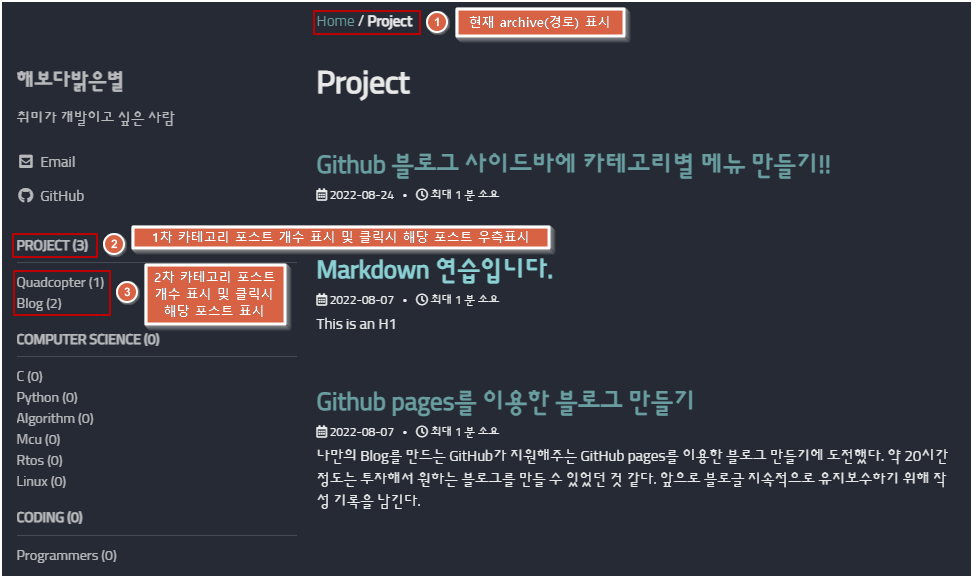 Home / Project
1
현재 archive(경로) 표시
해보다밝은별
취미가 개발이고 싶은 사람
Email
GitHub
PROJECT (3)
2
1차 카테고리 포스트 개수 표시 및 클릭시 해당 포스트 우측표시
Quadcopter (1)
Blog (2)
3
2차 카테고리 포스트
개수 표시 및 클릭시
해당 포스트 표시
COMPUTER SCIENCE (0)
C (0)
Python (0)
Algorithm (0)
Mcu (0)
Rtos (0)
Linux (0)
CODING (0)
Programmers (0)
Project
Github 블로그 사이드바에 카테고리별 메뉴 만들기!!
2022-08-24 • 최대 1 분 소요
Markdown 연습입니다.
2022-08-07 • 최대 1 분 소요
This is an H1
Github pages를 이용한 블로그 만들기
2022-08-07 • 최대 1 분 소요
나만의 Blog를 만드는 GitHub가 지원해주는 GitHub pages를 이용한 블로그 만들기에 도전했다. 약 20시간
정도는 투자해서 원하는 블로그를 만들 수 있었던 것 같다. 앞으로 블로글 지속적으로 유지보수하기 위해 작
성 기록을 남긴다.